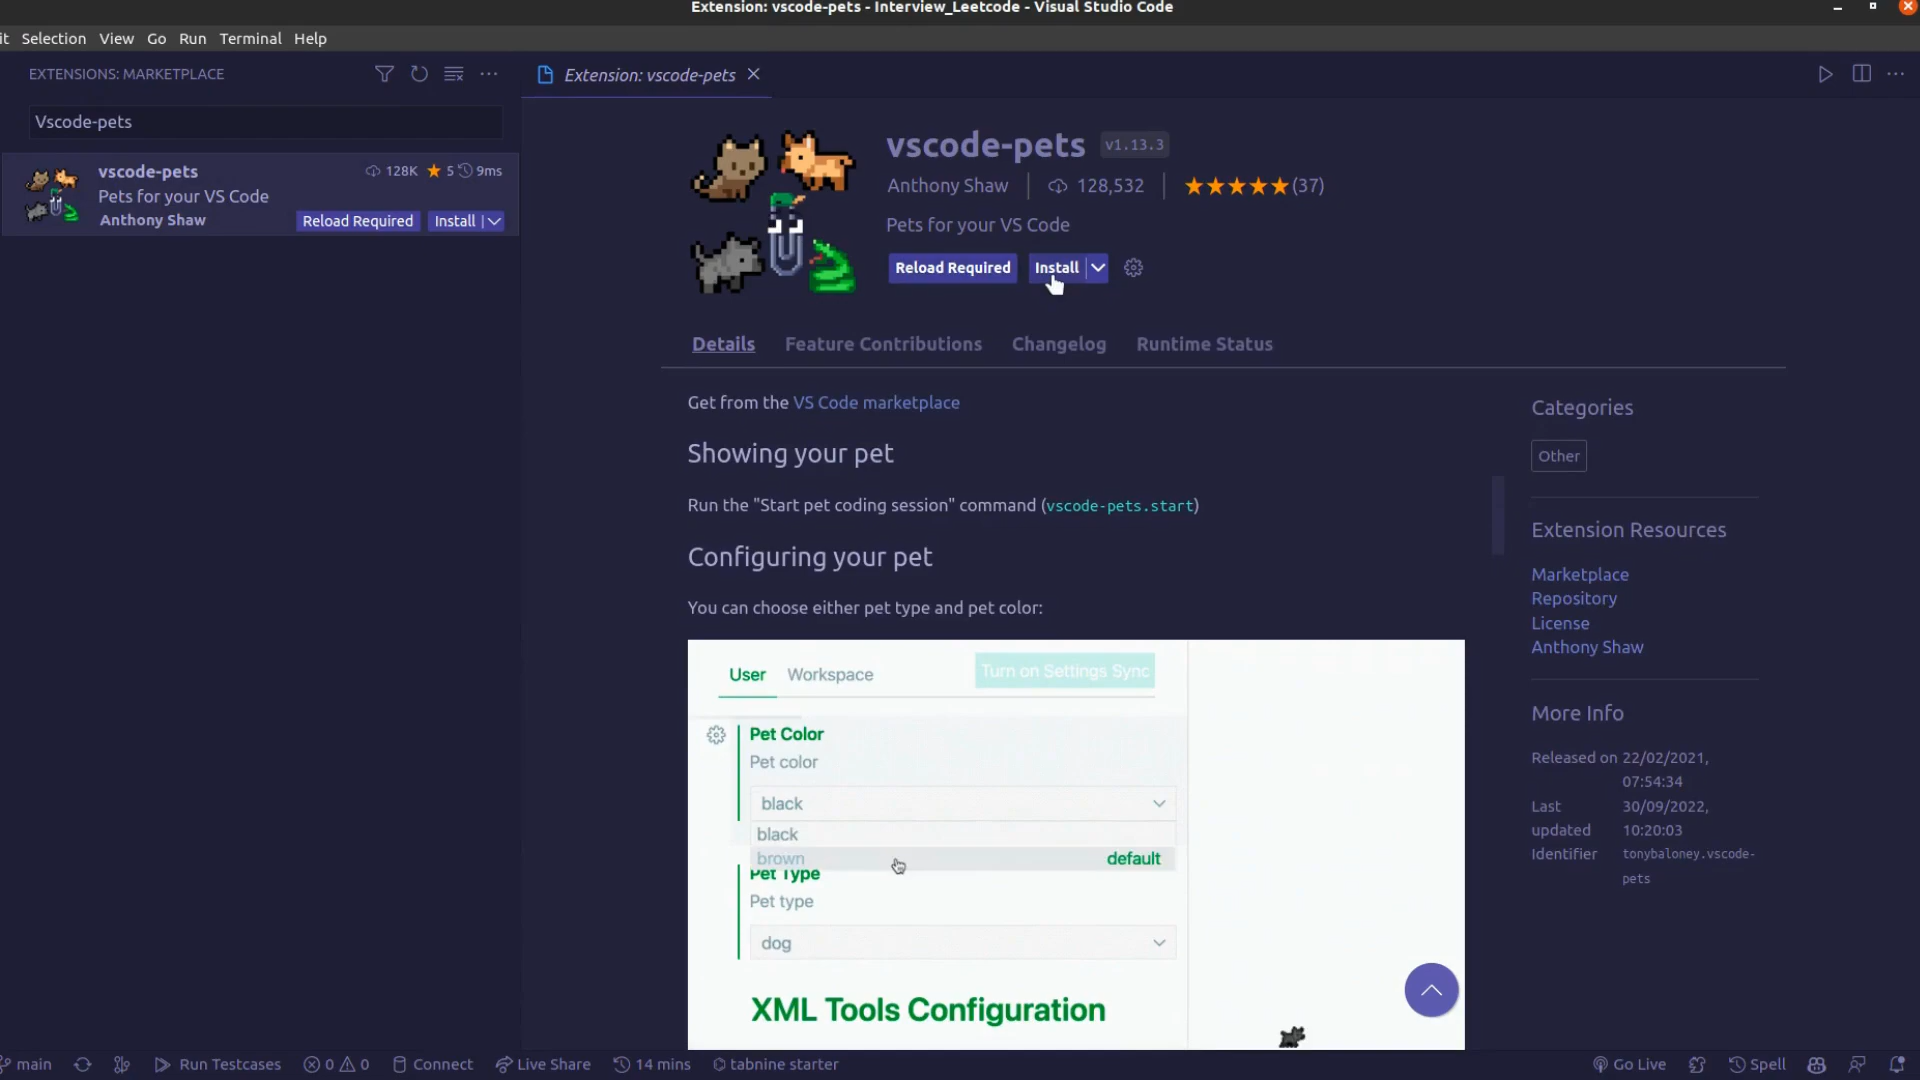 Extension: vscode-pets - Interview_Leetcode - Visual Studio Code
it Selection View Go Run Terminal Help
EXTENSIONS: MARKETPLACE
Vscode-pets
vscode-pets 128K 5 9ms
Pets for your VS Code
Anthony Shaw Reload Required Install
Extension: vscode-pets
vscode-pets v1.13.3
Anthony Shaw 128,532 (37)
Pets for your VS Code
Reload Required Install
Details Feature Contributions Changelog Runtime Status
Get from the VS Code marketplace
Showing your pet
Run the "Start pet coding session" command (vscode-pets.start)
Configuring your pet
You can choose either pet type and pet color:
User Workspace Turn on Settings Sync
Pet Color
Pet color
black
black
brown default
Pet Type
Pet type
dog
XML Tools Configuration
Categories
Other
Extension Resources
Marketplace
Repository
License
Anthony Shaw
More Info
Released on 22/02/2021,
07:54:34
Last 30/09/2022,
updated 10:20:03
Identifier tonybaloney.vscode-
pets
main Run Testcases 0 0 Connect Live Share 14 mins tabnine starter Go Live Spell